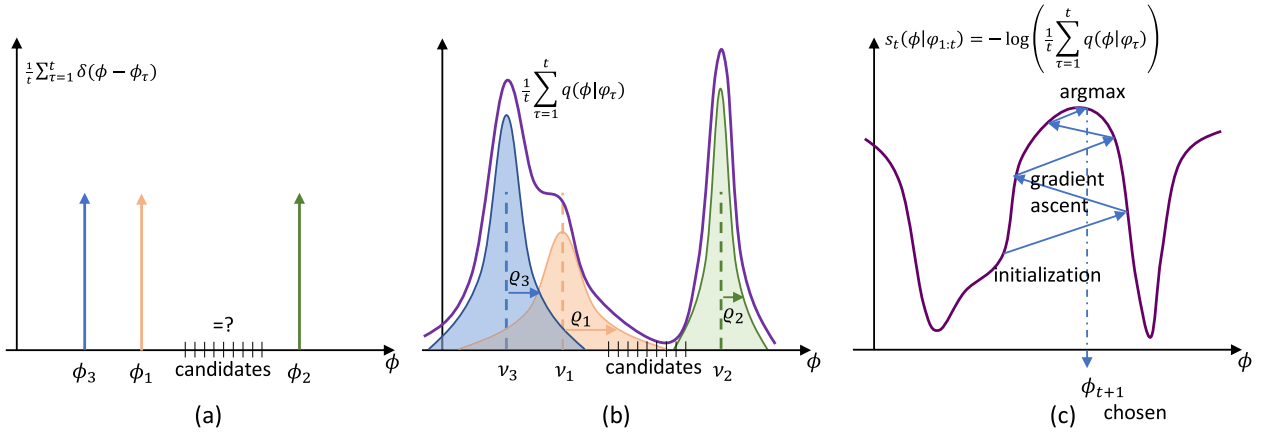 1/t ∑_{τ=1}^{t} δ(ϕ − ϕ_τ)
=?
candidates
ϕ_3
ϕ_1
ϕ_2
ϕ
(a)
1/t ∑_{τ=1}^{t} q(ϕ|φ_τ)
ϱ_3
ϱ_1
ϱ_2
candidates
ν_3
ν_1
ν_2
ϕ
(b)
s_t(ϕ|φ_{1:t}) = − log(1/t ∑_{τ=1}^{t} q(ϕ|φ_τ))
argmax
gradient
ascent
initialization
ϕ
ϕ_{t+1}
chosen
(c)